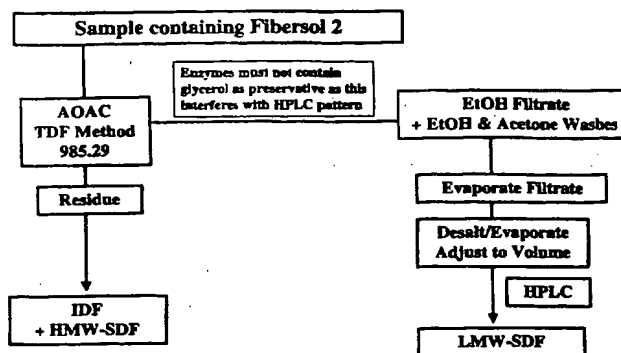 Sample containing Fibersol 2
Enzymes must not contain
glycerol as preservative as this
interferes with HPLC pattern
AOAC
TDF Method
985.29
EtOH Filtrate
+ EtOH & Acetone Washes
Residue
Evaporate Filtrate
Desalt/Evaporate
Adjust to Volume
HPLC
IDF
+ HMW-SDF
LMW-SDF